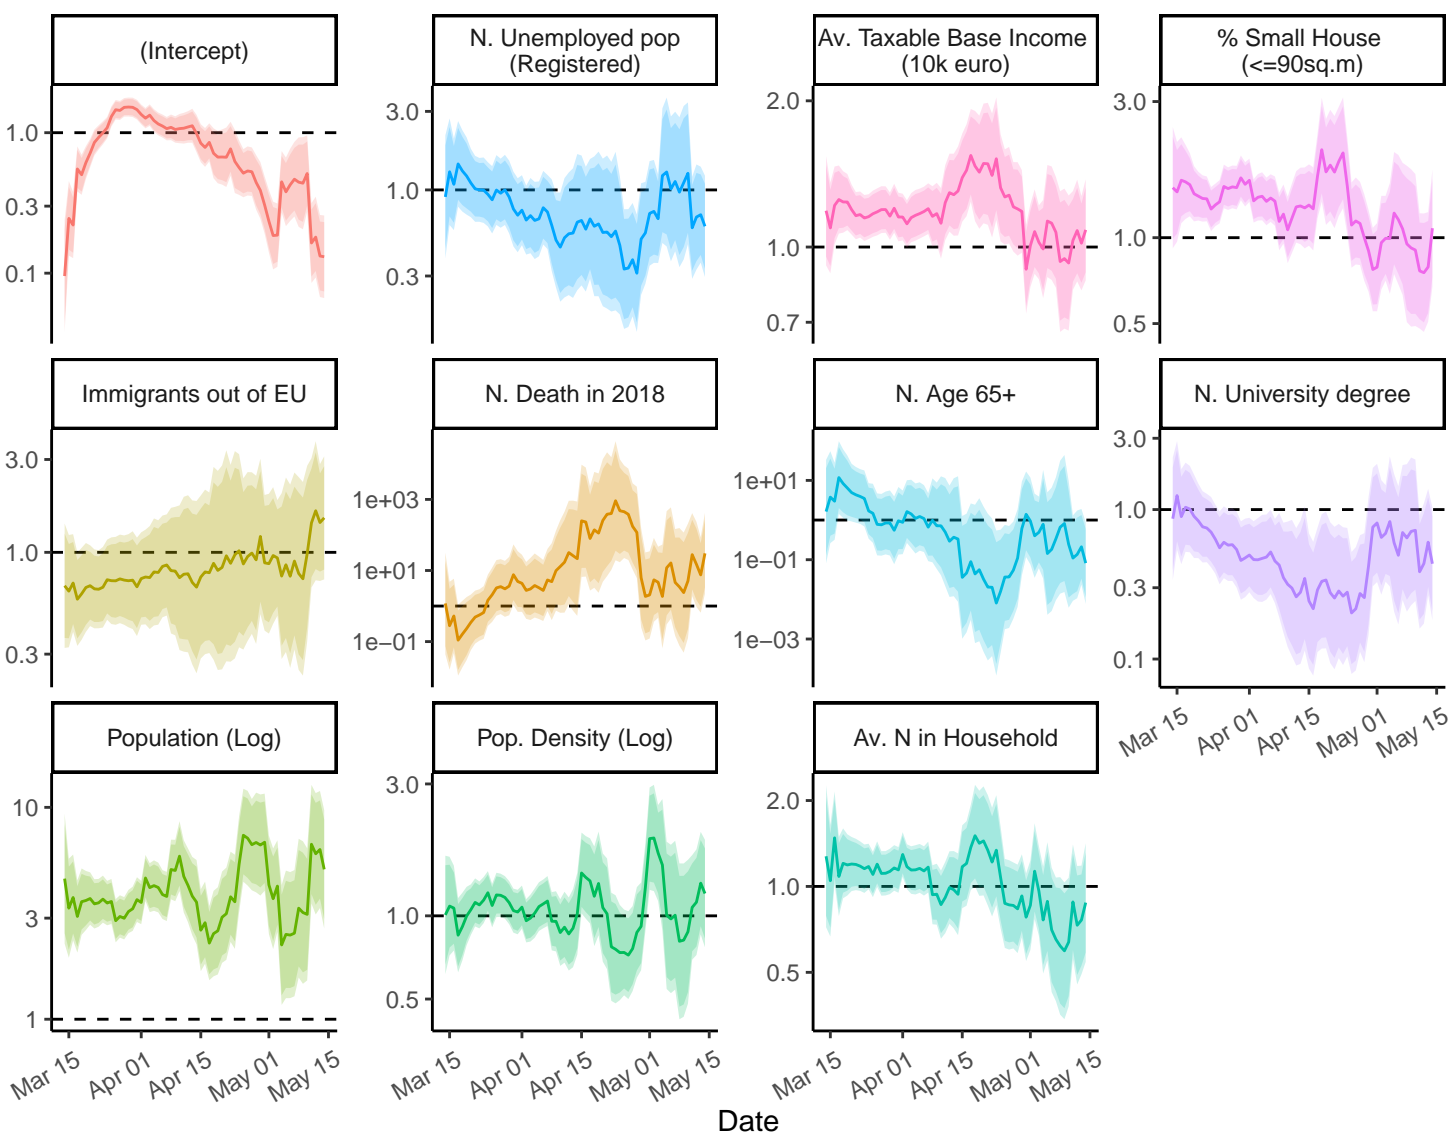 (Intercept)
N. Unemployed pop
(Registered)
Av. Taxable Base Income
(10k euro)
% Small House
(<=90sq.m)
1.0
0.3
0.1
3.0
1.0
0.3
2.0
1.0
0.7
3.0
1.0
0.5
Immigrants out of EU
N. Death in 2018
N. Age 65+
N. University degree
3.0
1.0
0.3
1e+03
1e+01
1e−01
1e+01
1e−01
1e−03
3.0
1.0
0.3
0.1
Mar 15
Apr 01
Apr 15
May 01
May 15
Population (Log)
Pop. Density (Log)
Av. N in Household
10
3
1
3.0
1.0
0.5
2.0
1.0
0.5
Mar 15
Apr 01
Apr 15
May 01
May 15
Mar 15
Apr 01
Apr 15
May 01
May 15
Mar 15
Apr 01
Apr 15
May 01
May 15
Date